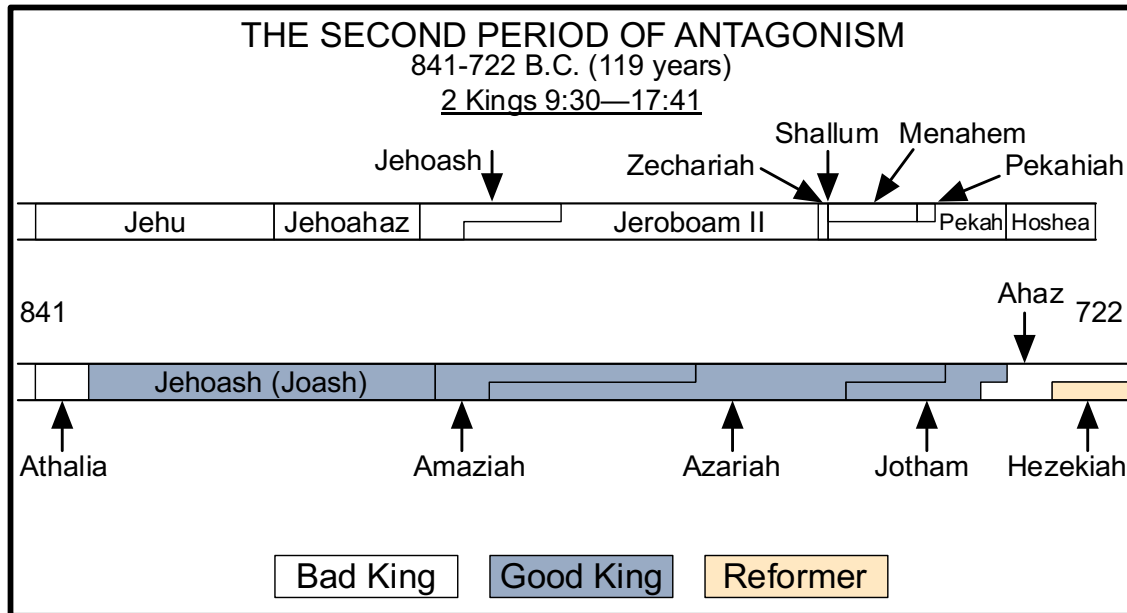 THE SECOND PERIOD OF ANTAGONISM
841-722 B.C. (119 years)
2 Kings 9:30—17:41
Shallum Menahem
Jehoash Zechariah Pekahiah
Jehu Jehoahaz Jeroboam II Pekah Hoshea
Ahaz
841 722
Jehoash (Joash)
Athalia Amaziah Azariah Jotham Hezekiah
Bad King Good King Reformer